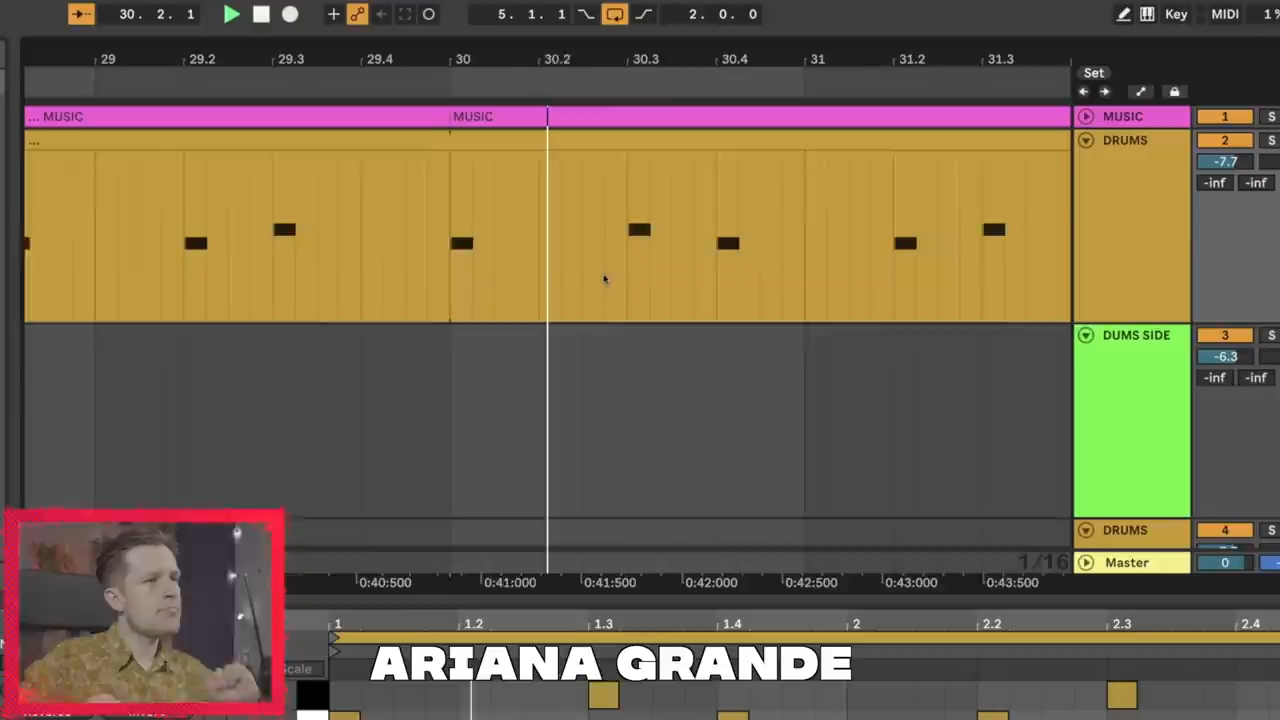 30. 2. 1
5. 1. 1
2. 0. 0
Key
MIDI
1%
29
29.2
29.3
29.4
30
30.2
30.3
30.4
31
31.2
31.3
Set
... MUSIC
MUSIC
MUSIC
1
S
...
DRUMS
2
-7.7
-inf
-inf
DUMS SIDE
3
S
-6.3
-inf
-inf
DRUMS
4
1/16
Master
0
0:40:500
0:41:000
0:41:500
0:42:000
0:42:500
0:43:000
0:43:500
1
1.2
1.3
1.4
2
2.2
2.3
2.4
Scale
ARIANA GRANDE